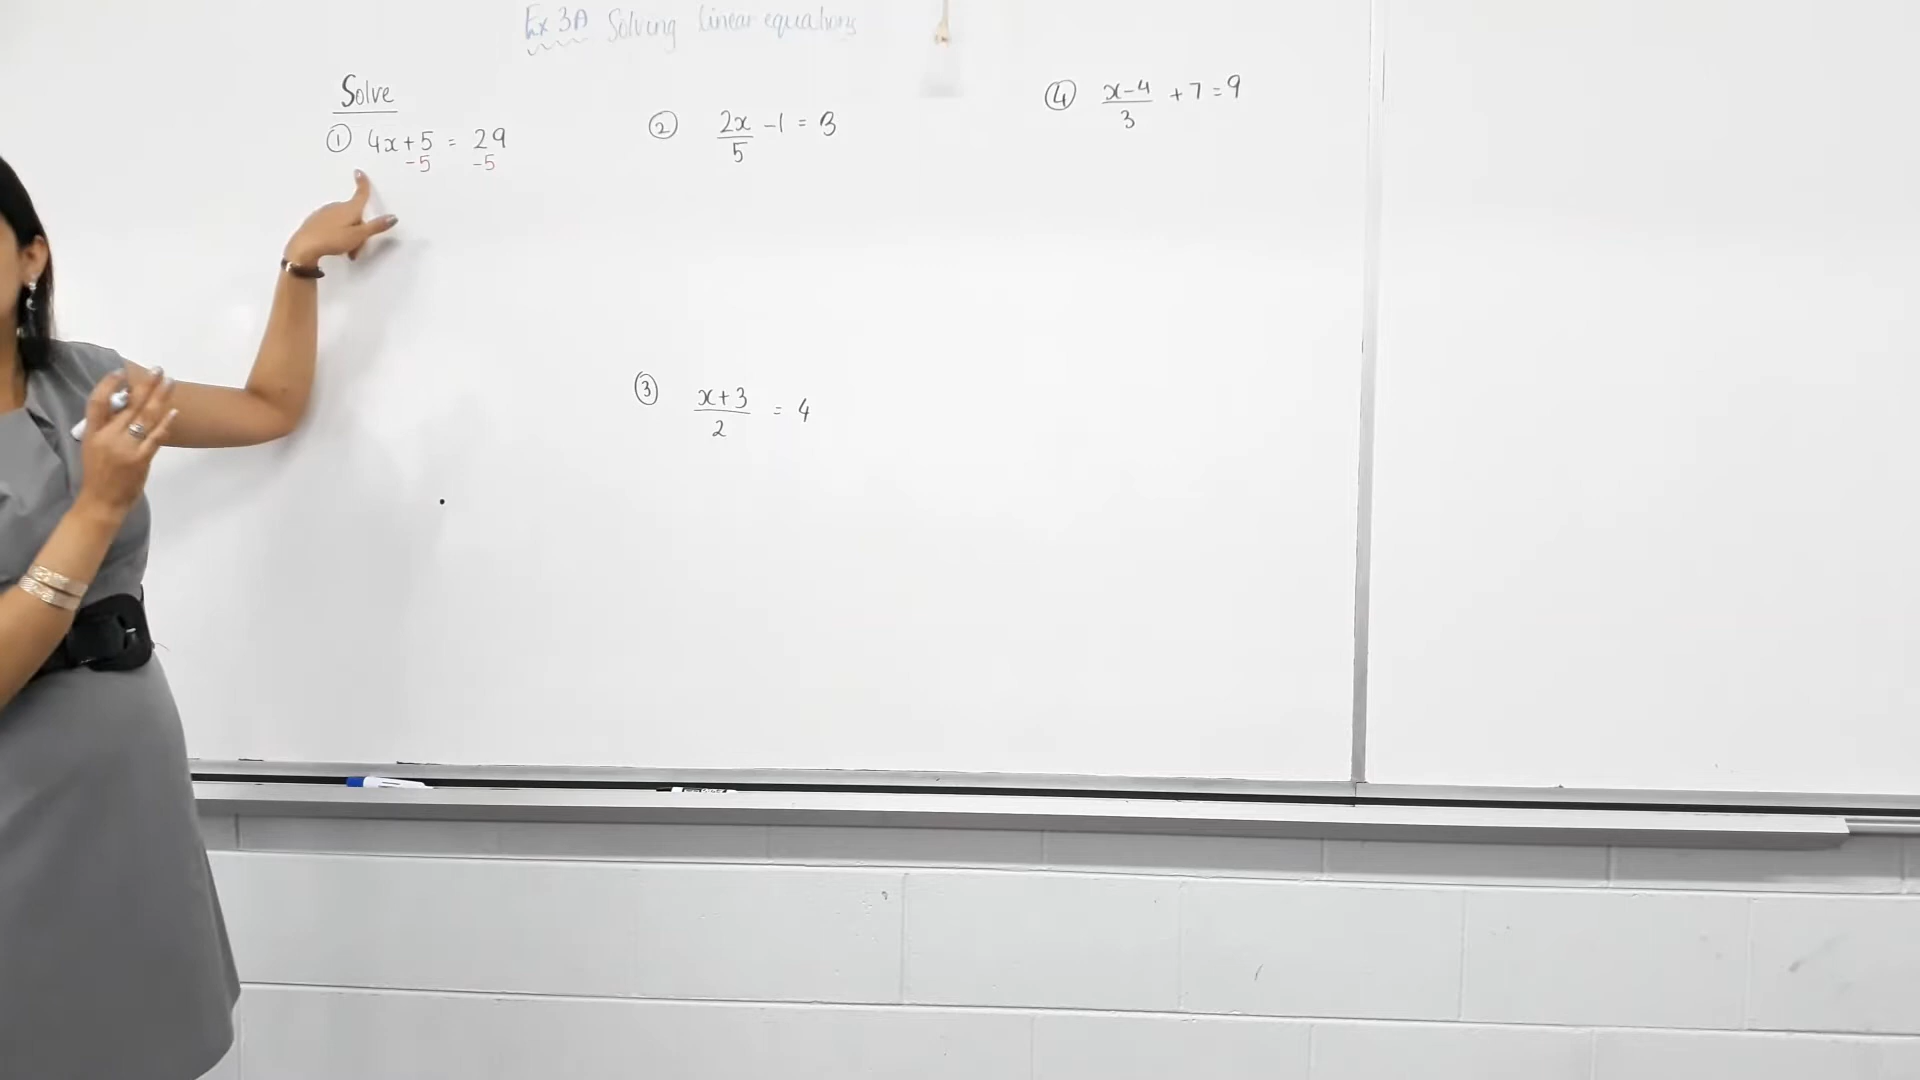 Ex 3A Solving linear equations
Solve
① 4x+5 = 29
-5 -5
② 2x/5 -1 = 3
③ x+3/2 = 4
④ x-4/3 +7=9